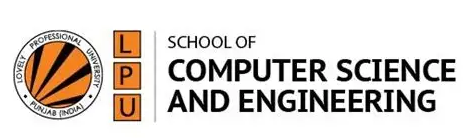 LOVELY PROFESSIONAL UNIVERSITY
PUNJAB (INDIA)
L
P
U
SCHOOL OF
COMPUTER SCIENCE
AND ENGINEERING